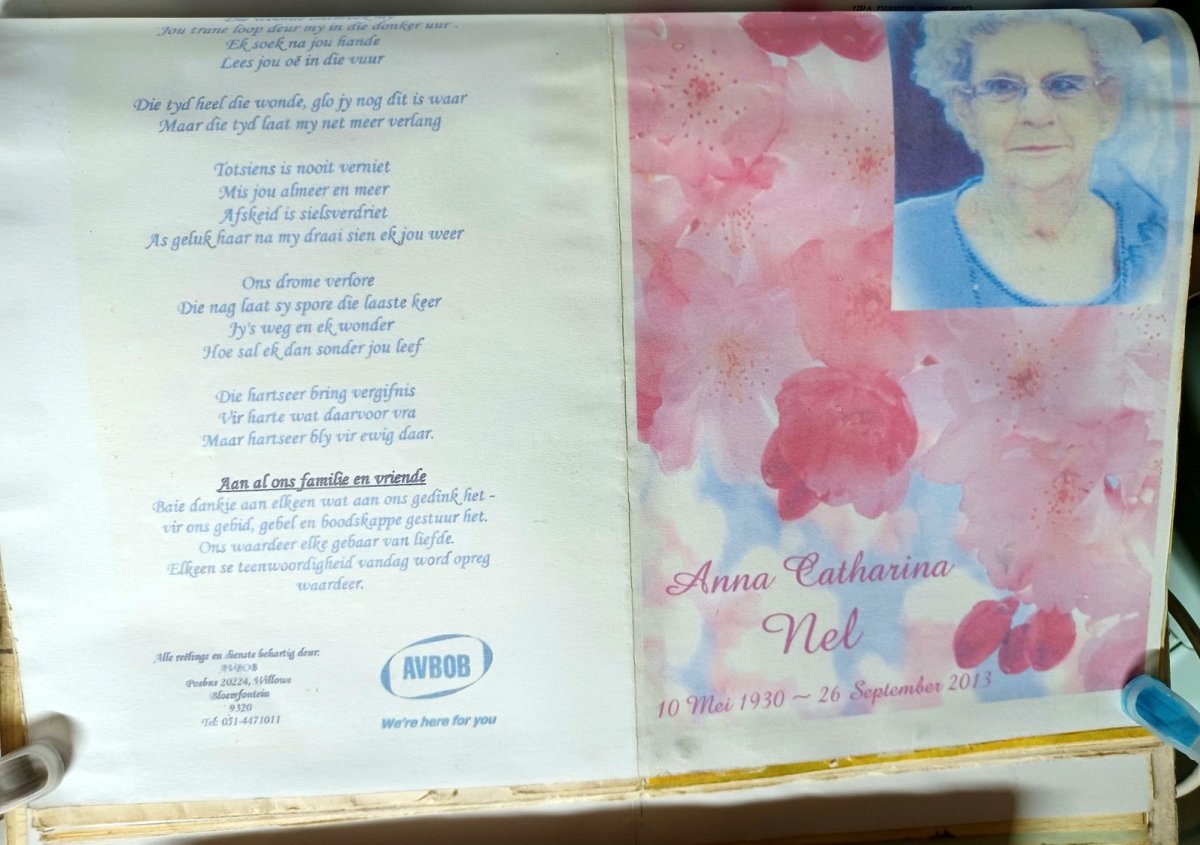 Jou trane loop deur my in die donker uur .
Ek soek na jou hande
Lees jou oë in die vuur
Die tyd heel die wonde, glo jy nog dit is waar
Maar die tyd laat my net meer verlang
Totsiens is nooit verniet
Mis jou almeer en meer
Afskeid is sielsverdriet
As geluk haar na my draai sien ek jou weer
Ons drome verlore
Die nag laat sy spore die laaste keer
Jy's weg en ek wonder
Hoe sal ek dan sonder jou leef
Die hartseer bring vergifnis
Vir harte wat daarvoor vra
Maar hartseer bly vir ewig daar.
Aan al ons familie en vriende
Baie dankie aan elkeen wat aan ons gedink het -
vir ons gebid, gebel en boodskappe gestuur het.
Ons waardeer elke gebaar van liefde.
Elkeen se teenwoordigheid vandag word opreg
waardeer.
Alle reëlings en dienste behartig deur.
AVBOB
Posbus 20224, Willows
Bloemfontein
9320
Tel: 051-4471011
AVBOB
We're here for you
Anna Catharina
Nel
10 Mei 1930 ~ 26 September 2013